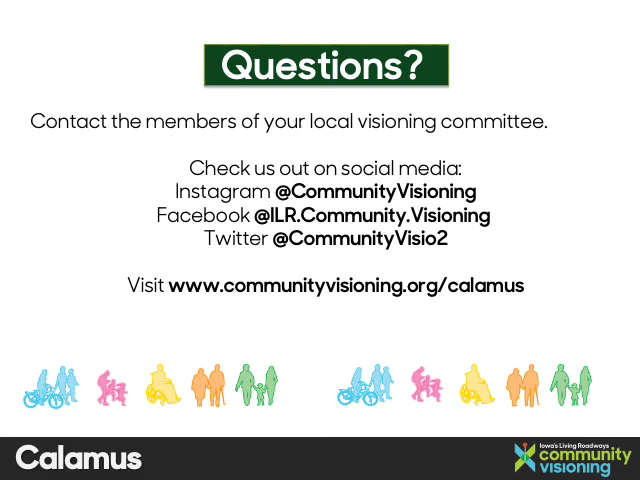 Questions?
Contact the members of your local visioning committee.
Check us out on social media:
Instagram @CommunityVisioning
Facebook @ILR.Community.Visioning
Twitter @CommunityVisio2
Visit www.communityvisioning.org/calamus
Calamus
Iowa's Living Roadways
community
visioning